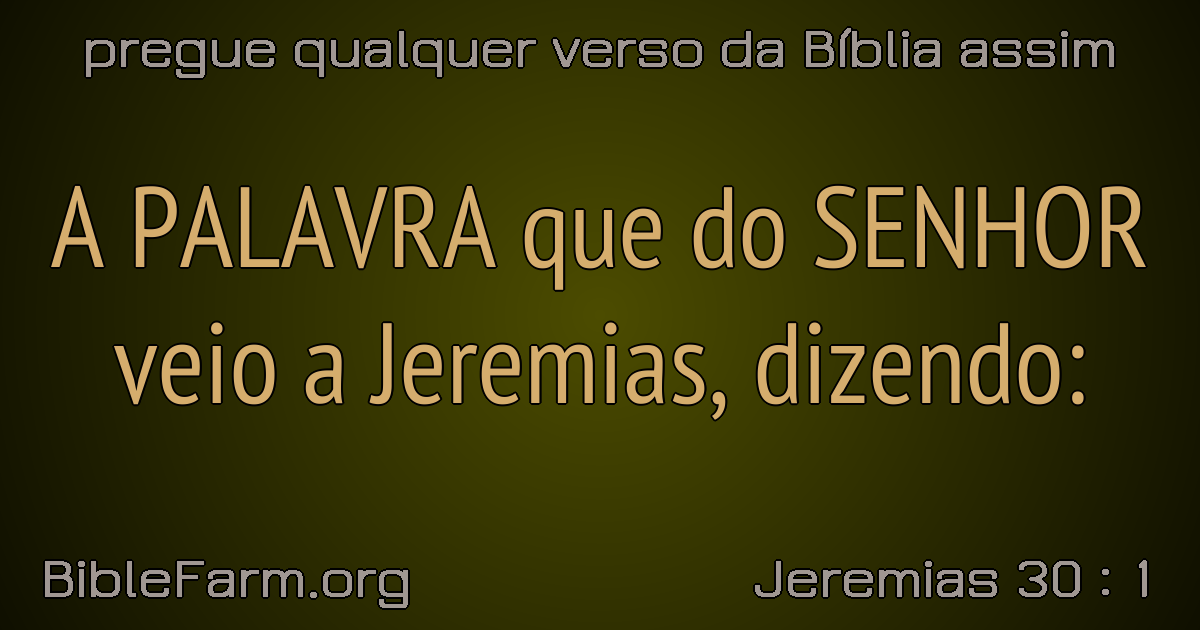 pregue qualquer verso da Bíblia assim
A PALAVRA que do SENHOR
veio a Jeremias, dizendo:
BibleFarm.org
Jeremias 30 : 1